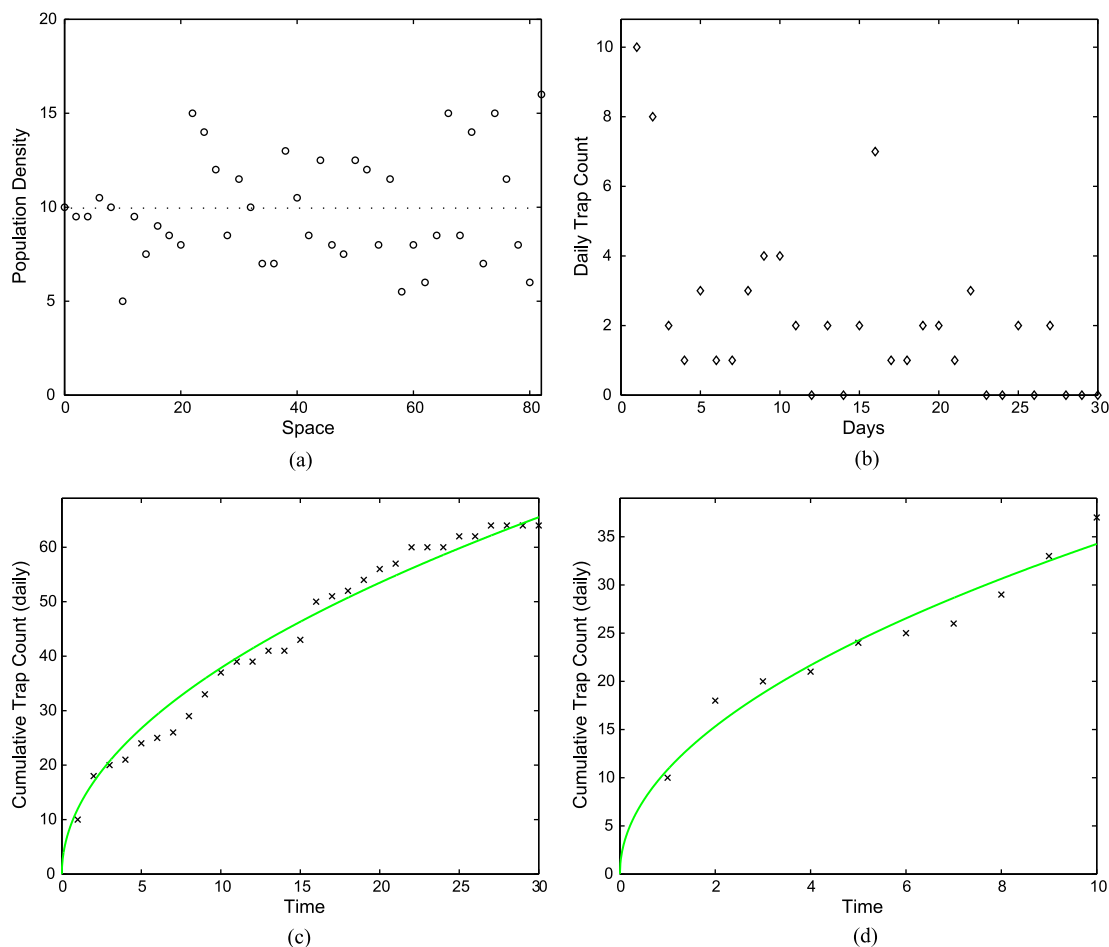 20
15
10
5
0
Population Density
0 20 40 60 80
Space
(a)
10
8
6
4
2
0
Daily Trap Count
0 5 10 15 20 25 30
Days
(b)
60
50
40
30
20
10
0
Cumulative Trap Count (daily)
0 5 10 15 20 25 30
Time
(c)
35
30
25
20
15
10
5
0
Cumulative Trap Count (daily)
0 2 4 6 8 10
Time
(d)